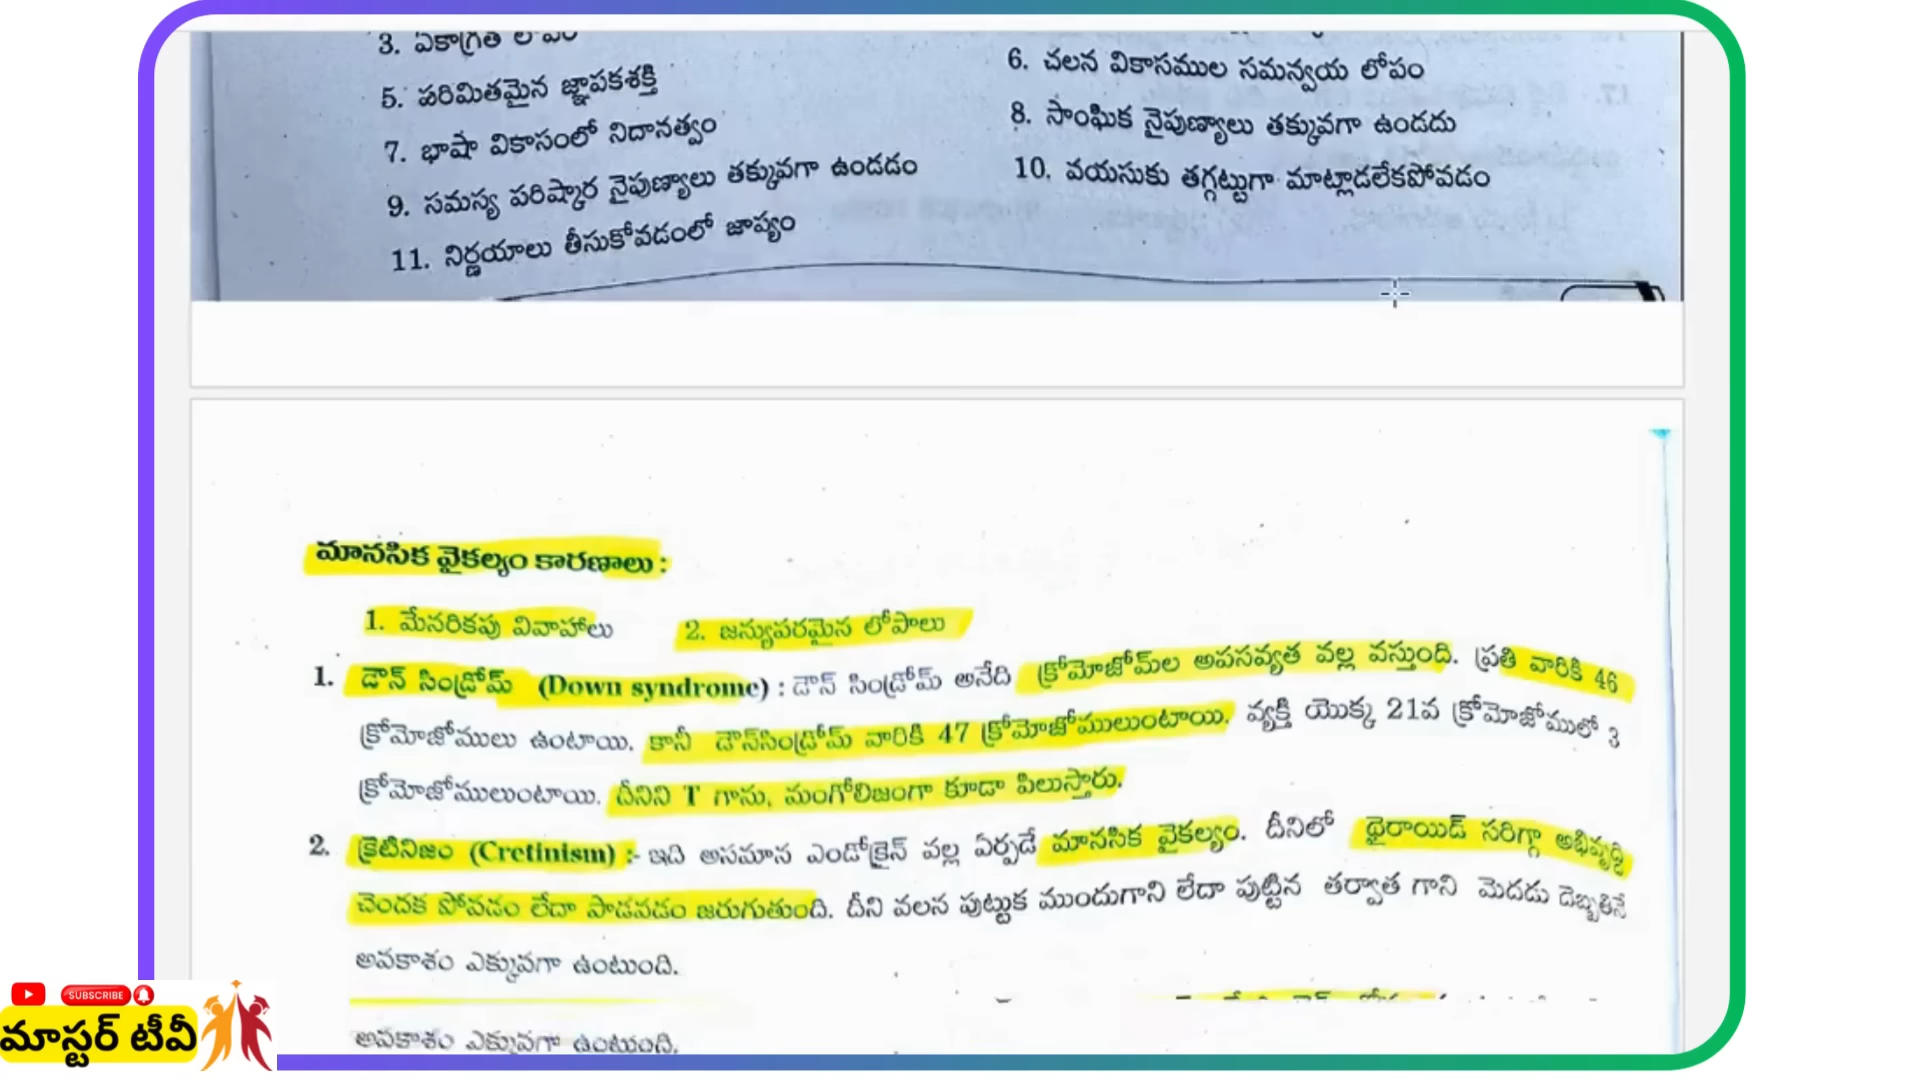 3. ఏకాగ్రత లోపం
6. చలన వికాసముల సమన్వయ లోపం
5. పరిమితమైన జ్ఞాపకశక్తి
8. సాంఘిక నైపుణ్యాలు తక్కువగా ఉండదు
7. భాషా వికాసంలో నిదానత్వం
10. వయసుకు తగ్గట్టుగా మాట్లాడలేకపోవడం
9. సమస్య పరిష్కార నైపుణ్యాలు తక్కువగా ఉండడం
11. నిర్ణయాలు తీసుకోవడంలో జాప్యం
మానసిక వైకల్యం కారణాలు :
1. మేనరికపు వివాహాలు 2. జన్యుపరమైన లోపాలు
1. డౌన్ సిండ్రోమ్ (Down syndrome) : డౌన్ సిండ్రోమ్ అనేది క్రోమోజోమ్‌ల అపసవ్యత వల్ల వస్తుంది. ప్రతి వారికి 46
క్రోమోజోములు ఉంటాయి. కానీ డౌన్‌సిండ్రోమ్ వారికి 47 క్రోమోజోములుంటాయి. వ్యక్తి యొక్క 21వ క్రోమోజోములో 3
క్రోమోజోములుంటాయి. దీనిని T గాను, మంగోలిజంగా కూడా పిలుస్తారు.
2. క్రెటినిజం (Cretinism) :- ఇది అసమాన ఎండోక్రైన్ వల్ల ఏర్పడే మానసిక వైకల్యం. దీనిలో థైరాయిడ్ సరిగ్గా అభివృద్ధి
చెందక పోవడం లేదా పాడవడం జరుగుతుంది. దీని వలన పుట్టుక ముందుగాని లేదా పుట్టిన తర్వాత గాని మెదడు దెబ్బతినే
అవకాశం ఎక్కువగా ఉంటుంది.
అవకాశం ఎక్కువగా ఉంటుంది.
SUBSCRIBE
మాస్టర్ టీవీ